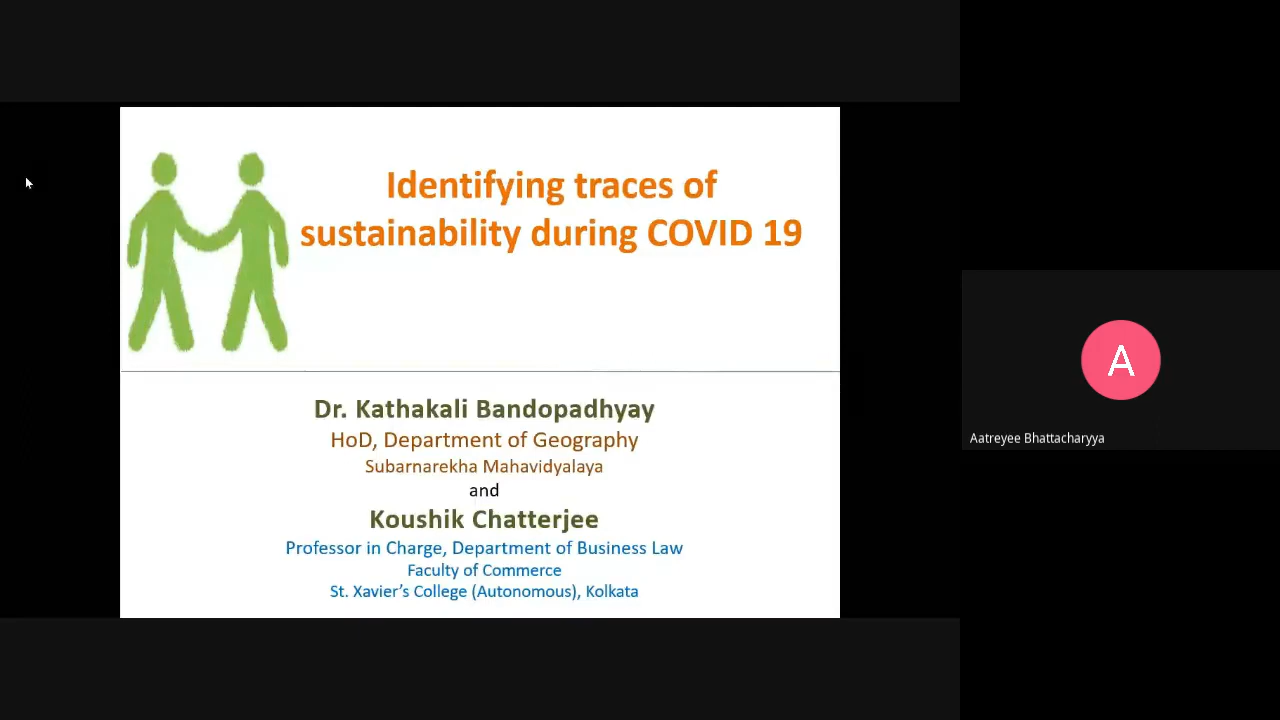 Identifying traces of
sustainability during COVID 19
Dr. Kathakali Bandopadhyay
HoD, Department of Geography
Subarnarekha Mahavidyalaya
and
Koushik Chatterjee
Professor in Charge, Department of Business Law
Faculty of Commerce
St. Xavier's College (Autonomous), Kolkata
A
Aatreyee Bhattacharyya